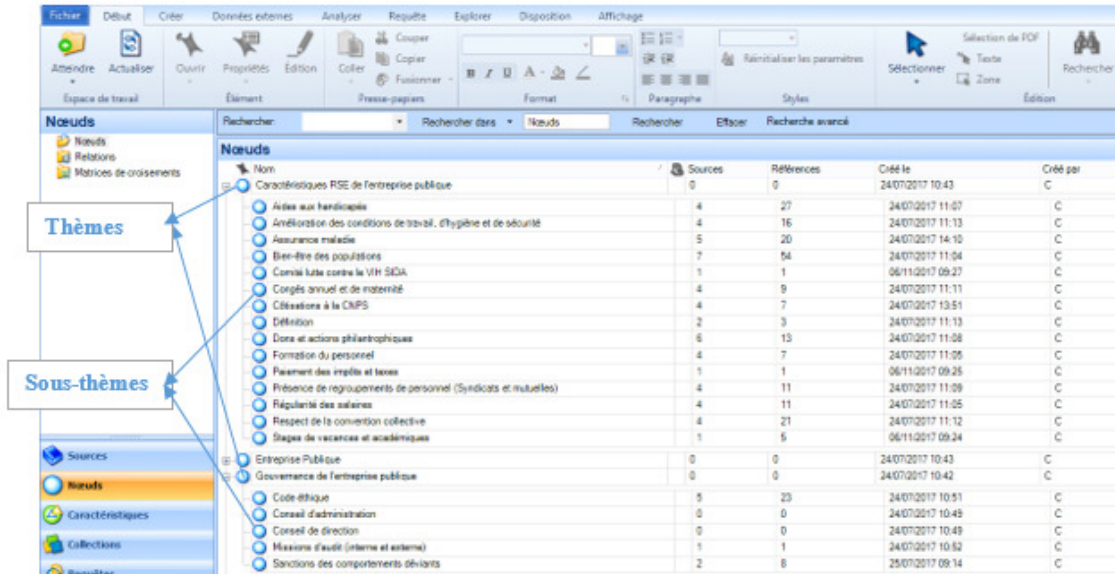 Fichier Début Créer Données externes Analyser Requête Explorer Disposition Affichage
Atteindre Actualiser Ouvrir Propriétés Édition Coller Couper Copier Fusionner B I U A Réinitialiser les paramètres Sélectionner Sélection de PDF Texte Zone Rechercher
Espace de travail Élément Presse-papiers Format Paragraphe Styles Édition
Nœuds
Nœuds
Relations
Matrices de croisements
Rechercher: Rechercher dans Nœuds Rechercher Effacer Recherche avancé
Nœuds
Nom Sources Références Créé le Créé par
Caractéristiques RSE de l'entreprise publique 0 0 24/07/2017 10:43 C
Aides aux handicapés 4 27 24/07/2017 11:07 C
Amélioration des conditions de travail, d'hygiène et de sécurité 4 16 24/07/2017 11:13 C
Assurance maladie 5 20 24/07/2017 14:10 C
Bien-être des populations 7 54 24/07/2017 11:04 C
Comité lutte contre le VIH SIDA 1 1 06/11/2017 09:27 C
Congés annuel et de maternité 4 9 24/07/2017 11:11 C
Cotisations à la CNPS 4 7 24/07/2017 13:51 C
Définition 2 3 24/07/2017 11:13 C
Dons et actions philantrophiques 6 13 24/07/2017 11:08 C
Formation du personnel 4 7 24/07/2017 11:05 C
Paiement des impôts et taxes 1 1 06/11/2017 09:25 C
Présence de regroupements de personnel (Syndicats et mutuelles) 4 11 24/07/2017 11:09 C
Régularité des salaires 4 11 24/07/2017 11:05 C
Respect de la convention collective 4 21 24/07/2017 11:12 C
Stages de vacances et académiques 1 5 06/11/2017 09:24 C
Entreprise Publique 0 0 24/07/2017 10:43 C
Gouvernance de l'entreprise publique 0 0 24/07/2017 10:42 C
Code éthique 5 23 24/07/2017 10:51 C
Conseil d'administration 0 0 24/07/2017 10:49 C
Conseil de direction 0 0 24/07/2017 10:49 C
Missions d'audit (interne et externe) 1 1 24/07/2017 10:52 C
Sanctions des comportements déviants 2 8 25/07/2017 09:14 C
Thèmes
Sous-thèmes
Sources
Nœuds
Caractéristiques
Collections
Requêtes